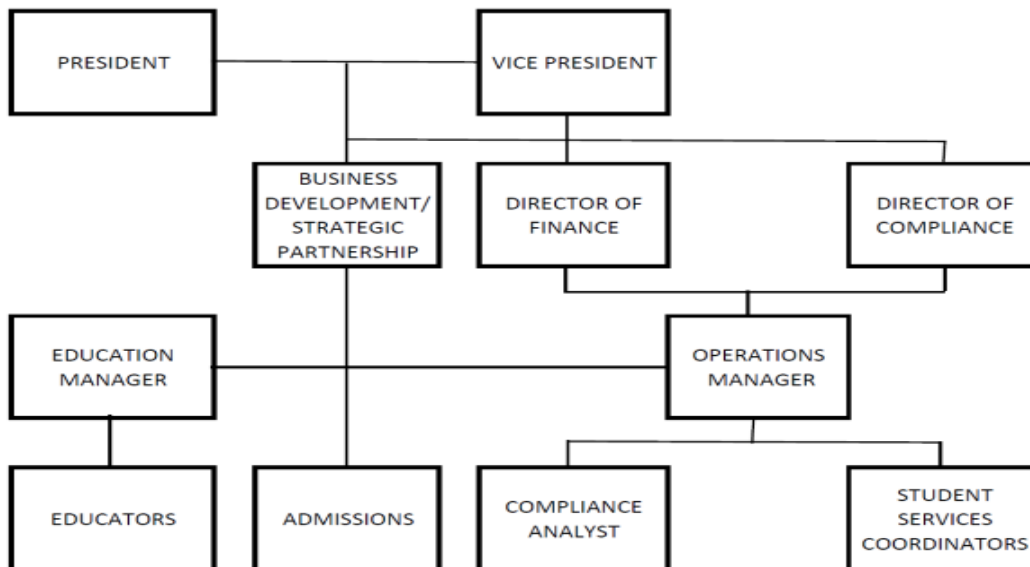 PRESIDENT
VICE PRESIDENT
BUSINESS
DEVELOPMENT/
STRATEGIC
PARTNERSHIP
DIRECTOR OF
FINANCE
DIRECTOR OF
COMPLIANCE
EDUCATION
MANAGER
OPERATIONS
MANAGER
EDUCATORS
ADMISSIONS
COMPLIANCE
ANALYST
STUDENT
SERVICES
COORDINATORS